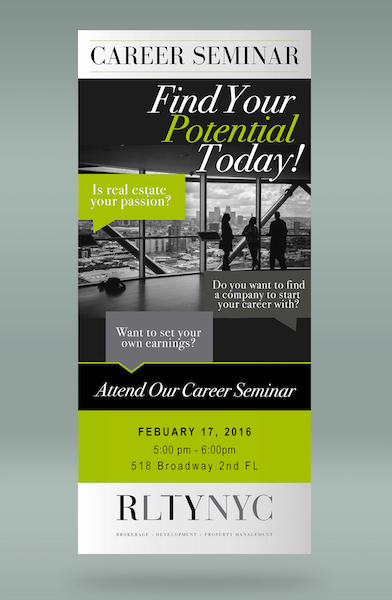 CAREER SEMINAR
Find Your
Potential
Today!
Is real estate
your passion?
Do you want to find
a company to start
your career with?
Want to set your
own earnings?
Attend Our Career Seminar
FEBUARY 17, 2016
5:00 pm - 6:00pm
518 Broadway 2nd FL
RLTYNYC
BROKERAGE - DEVELOPMENT - PROPERTY MANAGEMENT